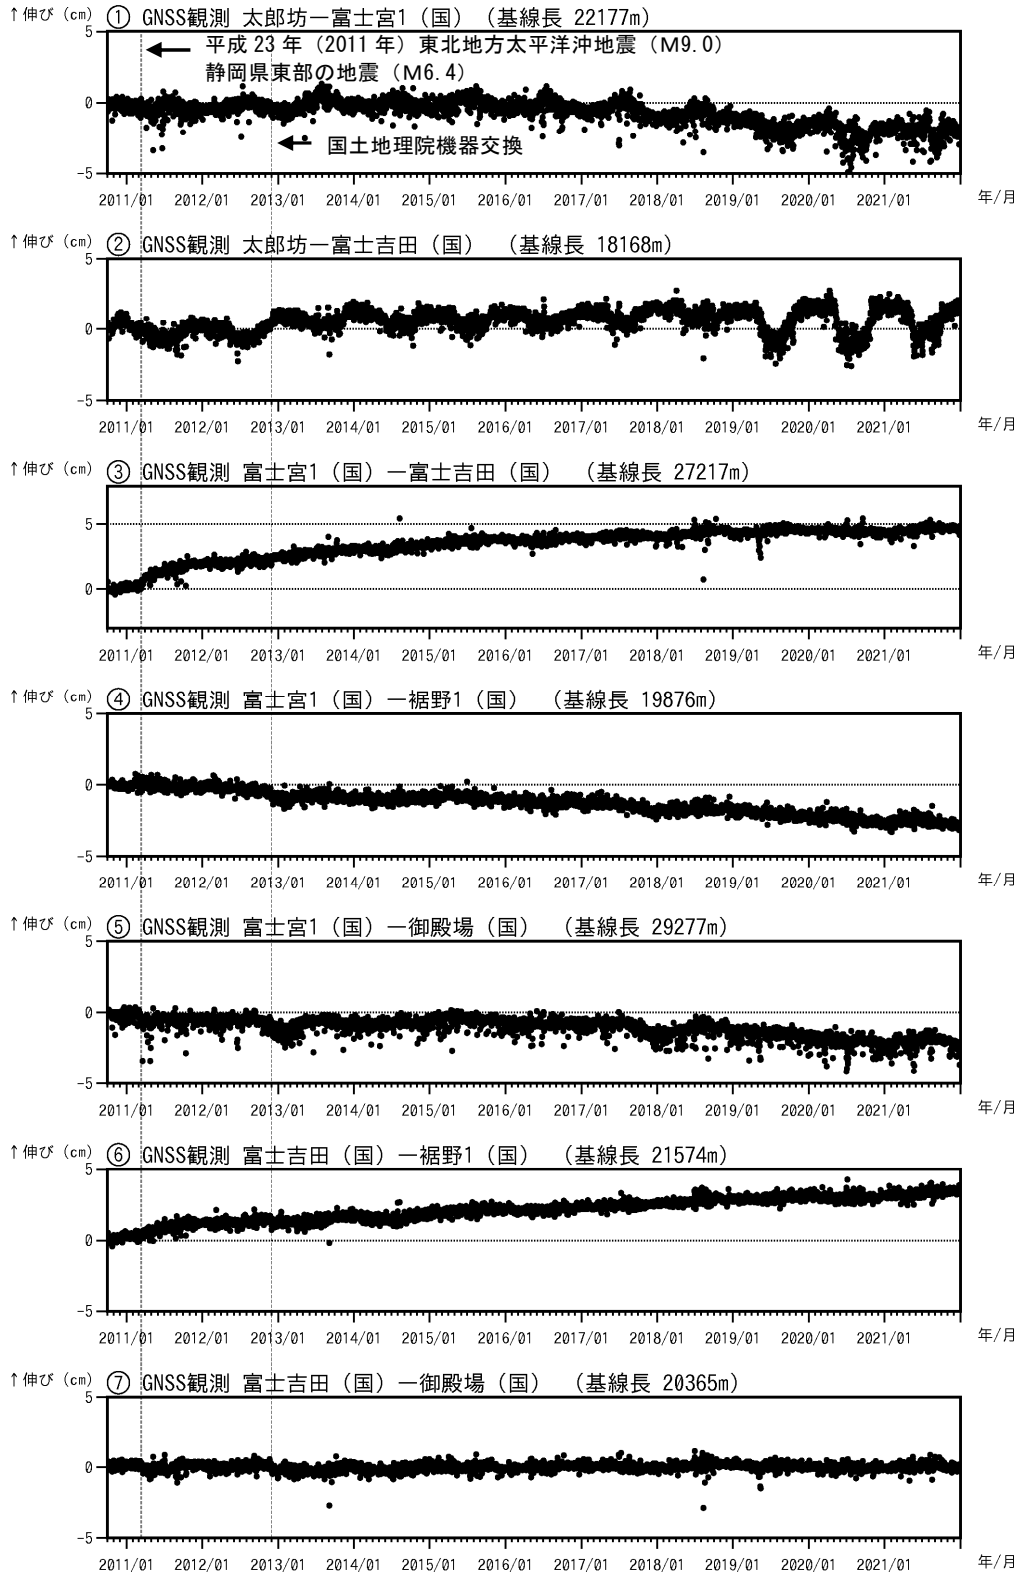 ↑伸び（cm） ① GNSS観測 太郎坊ー富士宮1（国）（基線長 22177m）
5
平成 23 年（2011 年）東北地方太平洋沖地震（M9.0）
静岡県東部の地震（M6.4）
0
国土地理院機器交換
-5
2011/01 2012/01 2013/01 2014/01 2015/01 2016/01 2017/01 2018/01 2019/01 2020/01 2021/01 年/月
↑伸び（cm） ② GNSS観測 太郎坊ー富士吉田（国） （基線長 18168m）
5
0
-5
2011/01 2012/01 2013/01 2014/01 2015/01 2016/01 2017/01 2018/01 2019/01 2020/01 2021/01 年/月
↑伸び（cm） ③ GNSS観測 富士宮1（国）ー富士吉田（国） （基線長 27217m）
5
0
2011/01 2012/01 2013/01 2014/01 2015/01 2016/01 2017/01 2018/01 2019/01 2020/01 2021/01 年/月
↑伸び（cm） ④ GNSS観測 富士宮1（国）ー裾野1（国） （基線長 19876m）
5
0
-5
2011/01 2012/01 2013/01 2014/01 2015/01 2016/01 2017/01 2018/01 2019/01 2020/01 2021/01 年/月
↑伸び（cm） ⑤ GNSS観測 富士宮1（国）ー御殿場（国） （基線長 29277m）
5
0
-5
2011/01 2012/01 2013/01 2014/01 2015/01 2016/01 2017/01 2018/01 2019/01 2020/01 2021/01 年/月
↑伸び（cm） ⑥ GNSS観測 富士吉田（国）ー裾野1（国） （基線長 21574m）
5
0
-5
2011/01 2012/01 2013/01 2014/01 2015/01 2016/01 2017/01 2018/01 2019/01 2020/01 2021/01 年/月
↑伸び（cm） ⑦ GNSS観測 富士吉田（国）ー御殿場（国） （基線長 20365m）
5
0
-5
2011/01 2012/01 2013/01 2014/01 2015/01 2016/01 2017/01 2018/01 2019/01 2020/01 2021/01 年/月